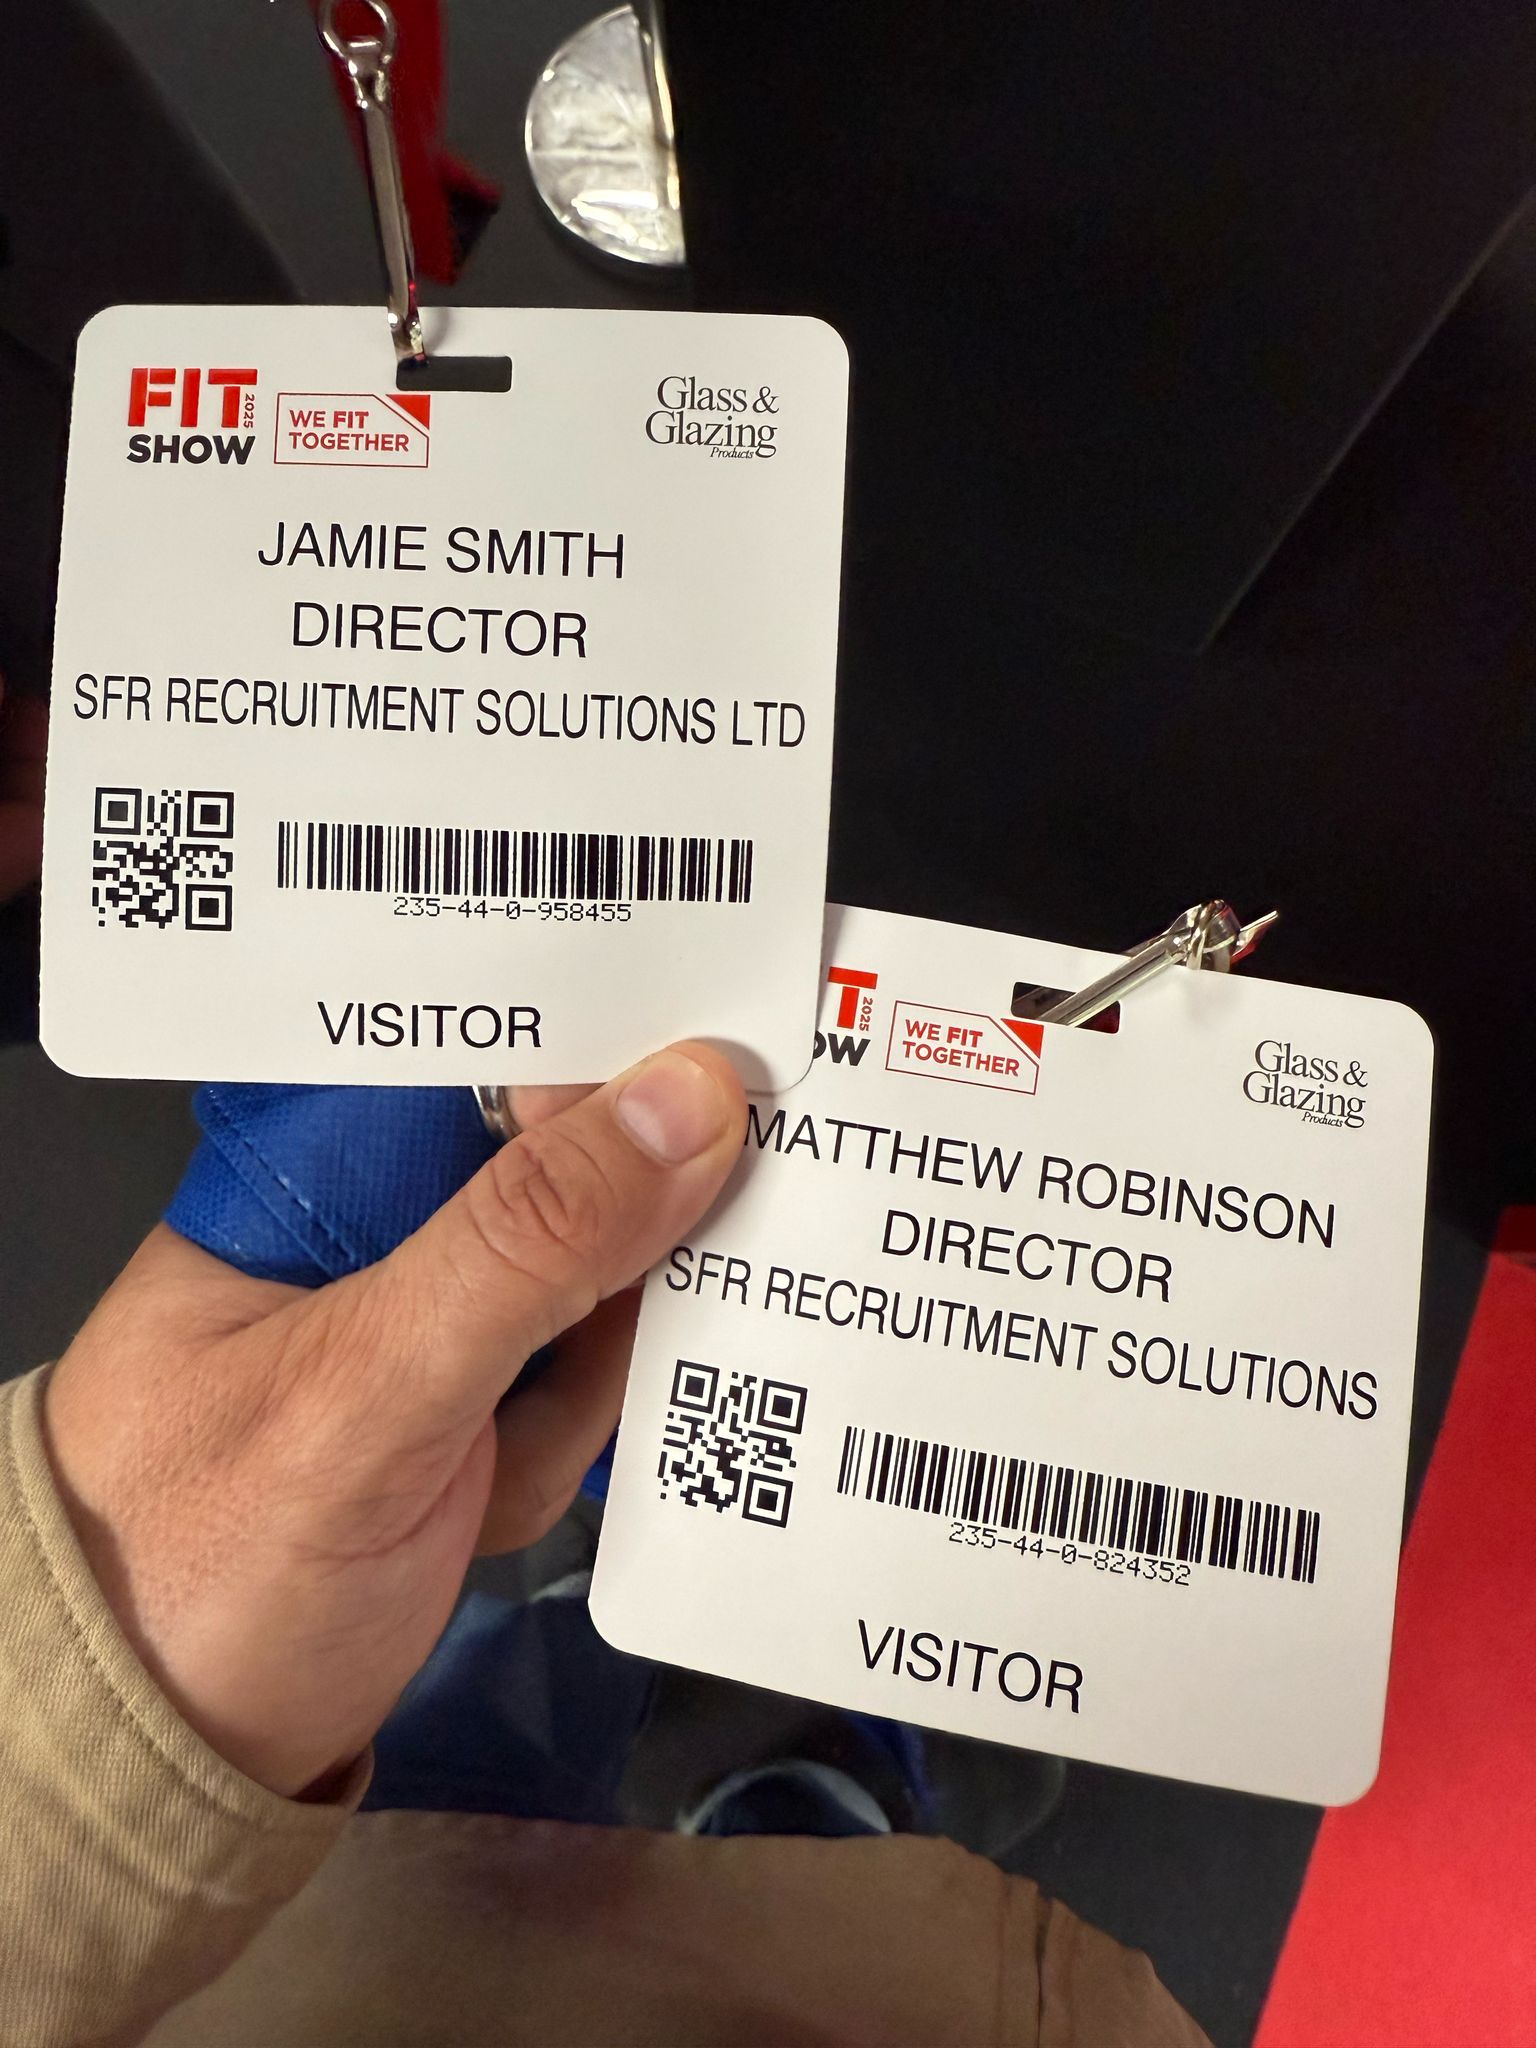 FIT
2025
SHOW
WE FIT
TOGETHER
Glass &
Glazing
Products
JAMIE SMITH
DIRECTOR
SFR RECRUITMENT SOLUTIONS LTD
235-44-0-958455
VISITOR
T
2025
OW
WE FIT
TOGETHER
Glass &
Glazing
Products
MATTHEW ROBINSON
DIRECTOR
SFR RECRUITMENT SOLUTIONS
235-44-0-824352
VISITOR